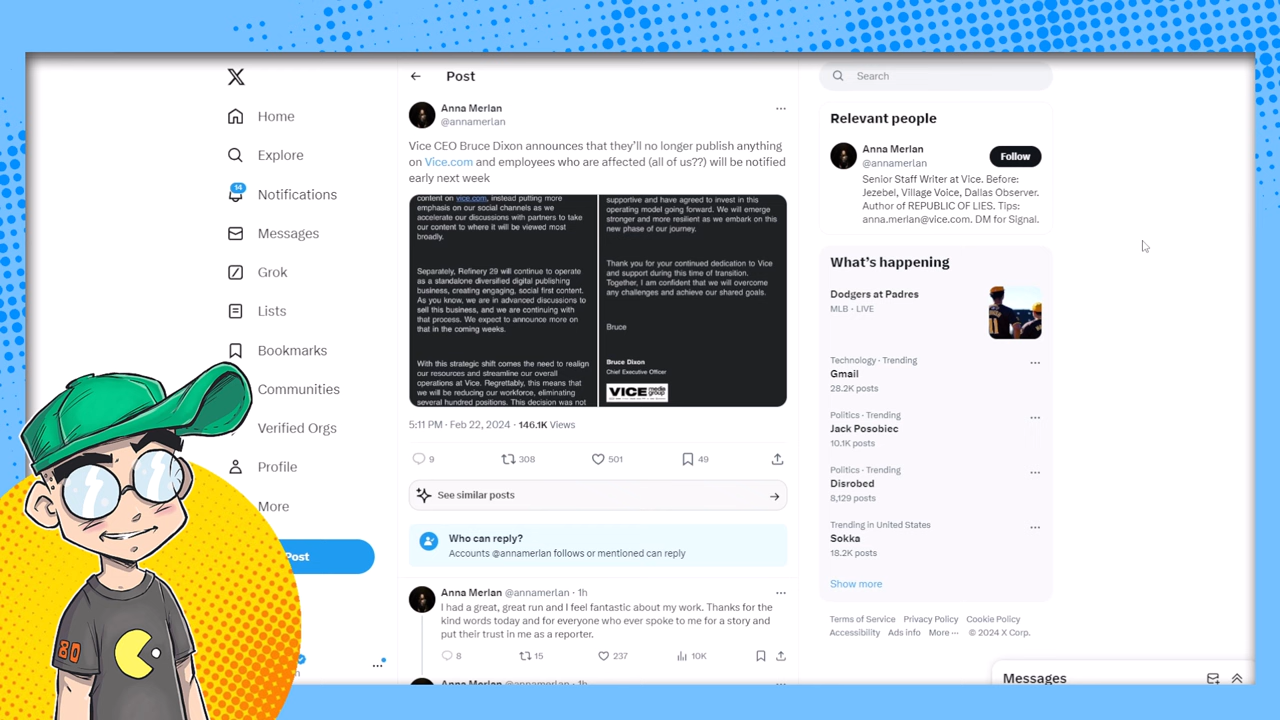 Home
Explore
14
Notifications
Messages
Grok
Lists
Bookmarks
Communities
Verified Orgs
Profile
More
Post
80
Post
Anna Merlan
@annamerlan
Vice CEO Bruce Dixon announces that they'll no longer publish anything
on Vice.com and employees who are affected (all of us??) will be notified
early next week
content on vice.com, instead putting more
emphasis on our social channels as we
accelerate our discussions with partners to take
our content to where it will be viewed most
broadly.
Separately, Refinery 29 will continue to operate
as a standalone diversified digital publishing
business, creating engaging, social first content.
As you know, we are in advanced discussions to
sell this business, and we are continuing with
that process. We expect to announce more on
that in the coming weeks.
With this strategic shift comes the need to realign
our resources and streamline our overall
operations at Vice. Regrettably, this means that
we will be reducing our workforce, eliminating
several hundred positions. This decision was not
supportive and have agreed to invest in this
operating model going forward. We will emerge
stronger and more resilient as we embark on this
new phase of our journey.
Thank you for your continued dedication to Vice
and support during this time of transition.
Together, I am confident that we will overcome
any challenges and achieve our shared goals.
Bruce
Bruce Dixon
Chief Executive Officer
VICE media group
5:11 PM · Feb 22, 2024 · 146.1K Views
9 308 501 49
See similar posts
Who can reply?
Accounts @annamerlan follows or mentioned can reply
Anna Merlan @annamerlan · 1h
I had a great, great run and I feel fantastic about my work. Thanks for the
kind words today and for everyone who ever spoke to me for a story and
put their trust in me as a reporter.
8 15 237 10K
Anna Merlan @annamerlan · 1h
Search
Relevant people
Anna Merlan
@annamerlan
Follow
Senior Staff Writer at Vice. Before:
Jezebel, Village Voice, Dallas Observer.
Author of REPUBLIC OF LIES. Tips:
anna.merlan@vice.com. DM for Signal.
What's happening
Dodgers at Padres
MLB · LIVE
Technology · Trending
Gmail
28.2K posts
Politics · Trending
Jack Posobiec
10.1K posts
Politics · Trending
Disrobed
8,129 posts
Trending in United States
Sokka
18.2K posts
Show more
Terms of Service Privacy Policy Cookie Policy
Accessibility Ads info More ··· © 2024 X Corp.
Messages